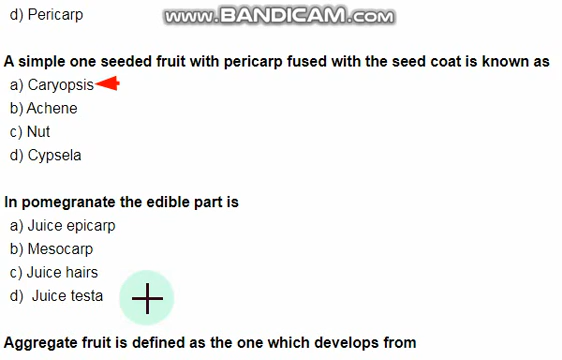 d) Pericarp
www.BANDICAM.com
A simple one seeded fruit with pericarp fused with the seed coat is known as
a) Caryopsis
b) Achene
c) Nut
d) Cypsela
In pomegranate the edible part is
a) Juice epicarp
b) Mesocarp
c) Juice hairs
d) Juice testa
Aggregate fruit is defined as the one which develops from